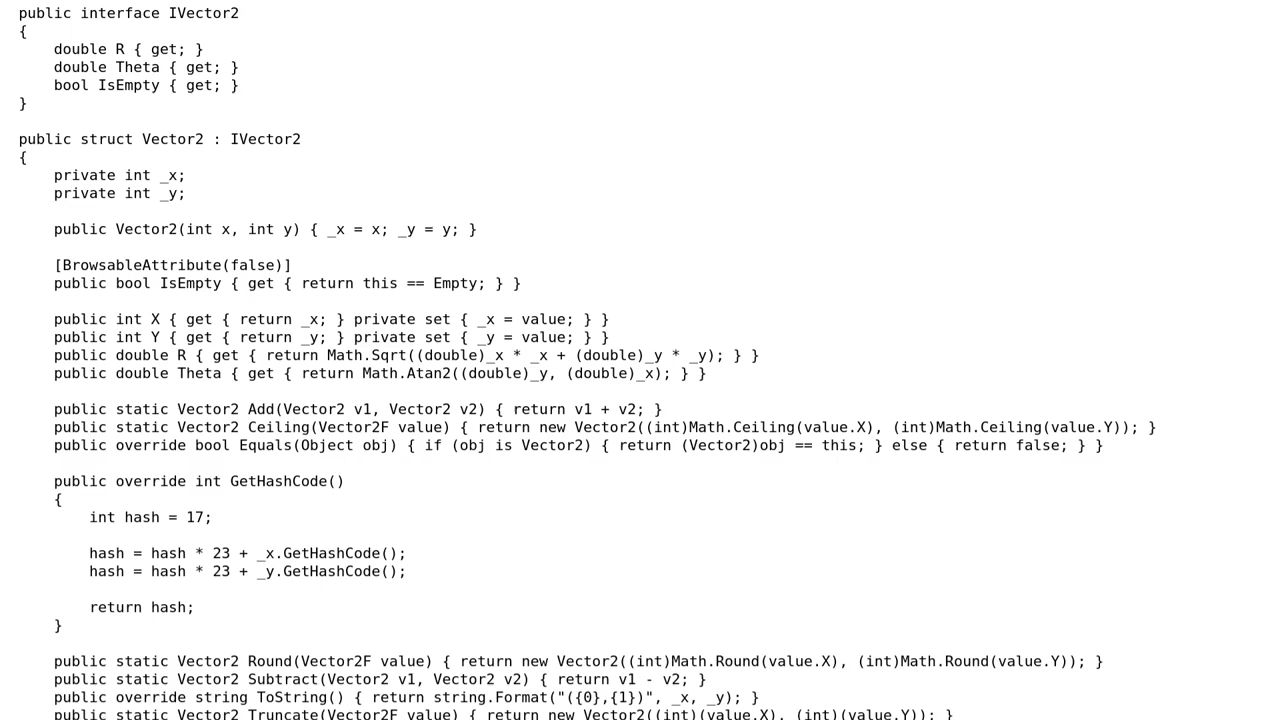 public interface IVector2
{
    double R { get; }
    double Theta { get; }
    bool IsEmpty { get; }
}

public struct Vector2 : IVector2
{
    private int _x;
    private int _y;

    public Vector2(int x, int y) { _x = x; _y = y; }

    [BrowsableAttribute(false)]
    public bool IsEmpty { get { return this == Empty; } }

    public int X { get { return _x; } private set { _x = value; } }
    public int Y { get { return _y; } private set { _y = value; } }
    public double R { get { return Math.Sqrt((double)_x * _x + (double)_y * _y); } }
    public double Theta { get { return Math.Atan2((double)_y, (double)_x); } }

    public static Vector2 Add(Vector2 v1, Vector2 v2) { return v1 + v2; }
    public static Vector2 Ceiling(Vector2F value) { return new Vector2((int)Math.Ceiling(value.X), (int)Math.Ceiling(value.Y)); }
    public override bool Equals(Object obj) { if (obj is Vector2) { return (Vector2)obj == this; } else { return false; } }

    public override int GetHashCode()
    {
        int hash = 17;

        hash = hash * 23 + _x.GetHashCode();
        hash = hash * 23 + _y.GetHashCode();

        return hash;
    }

    public static Vector2 Round(Vector2F value) { return new Vector2((int)Math.Round(value.X), (int)Math.Round(value.Y)); }
    public static Vector2 Subtract(Vector2 v1, Vector2 v2) { return v1 - v2; }
    public override string ToString() { return string.Format("({0},{1})", _x, _y); }
    public static Vector2 Truncate(Vector2F value) { return new Vector2((int)(value.X), (int)(value.Y)); }